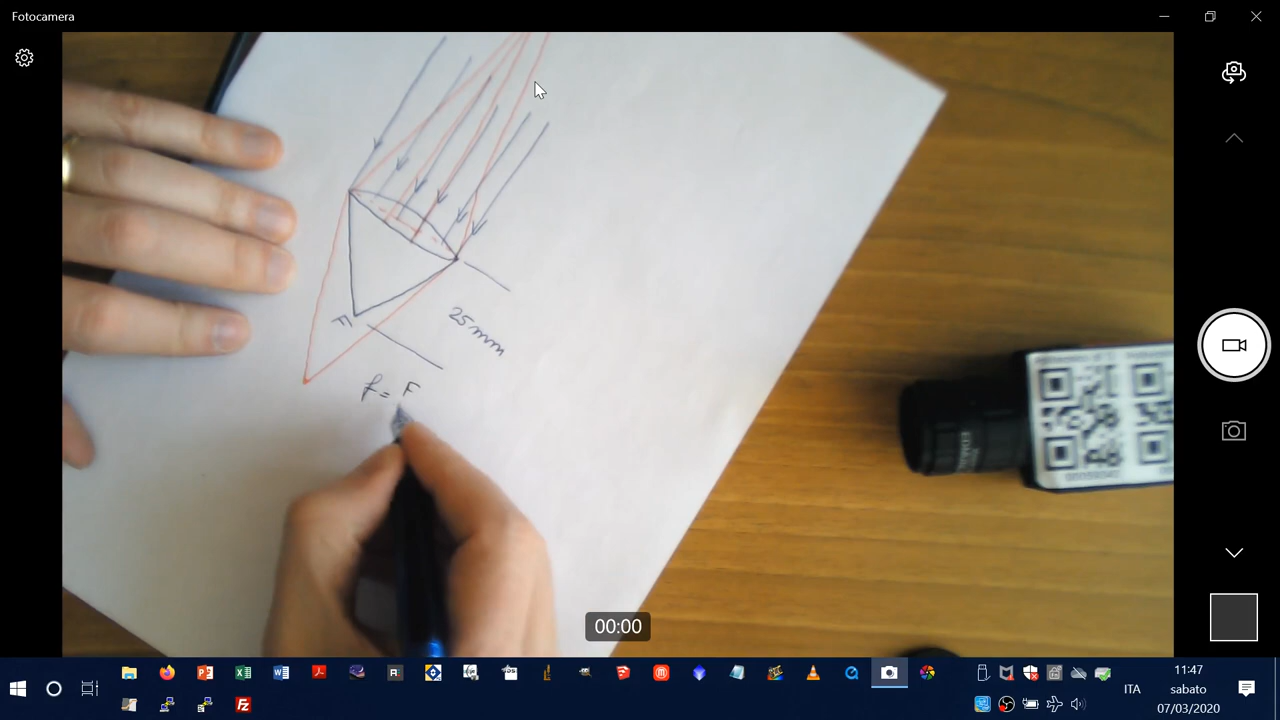 Fotocamera
F
25 mm
f= F
00:00
11:47
ITA
sabato
07/03/2020